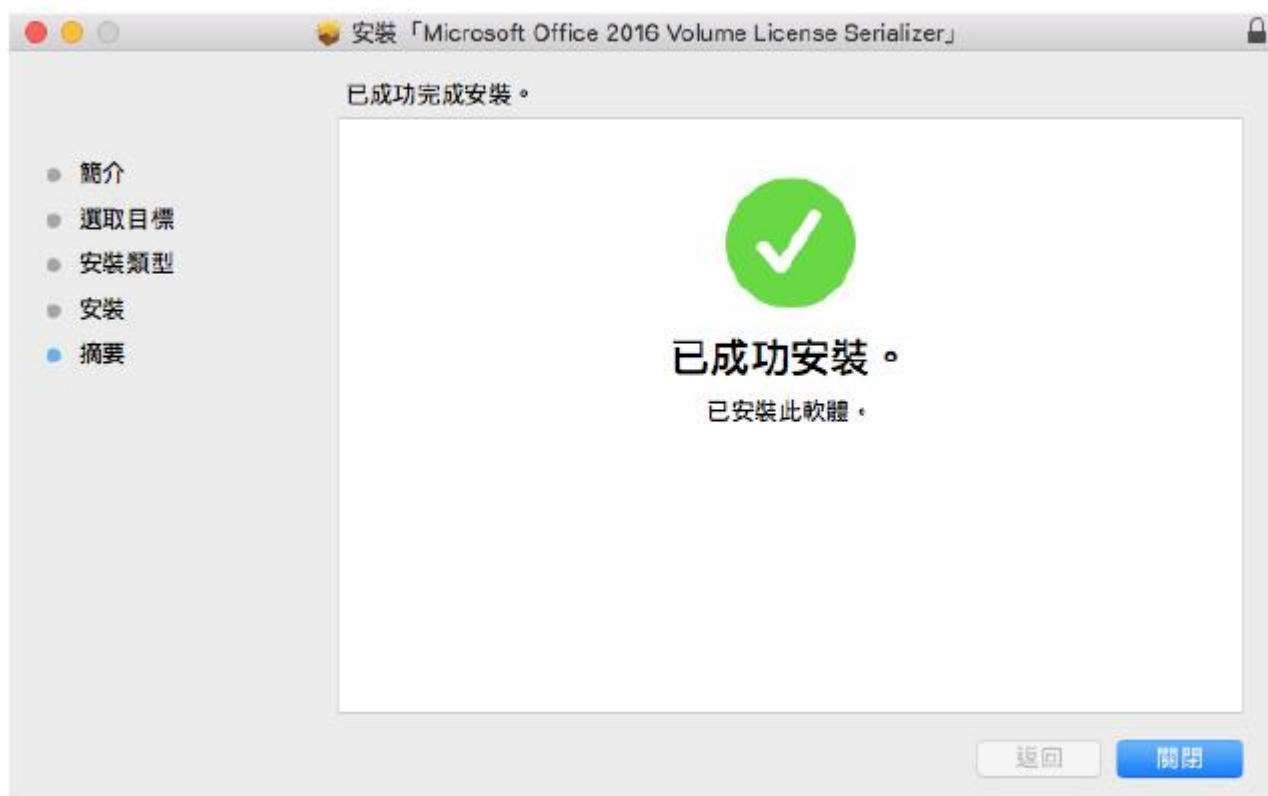 安裝「Microsoft Office 2016 Volume License Serializer」
已成功完成安裝。
簡介
選取目標
安裝類型
安裝
摘要
已成功安裝。
已安裝此軟體。
返回
關閉